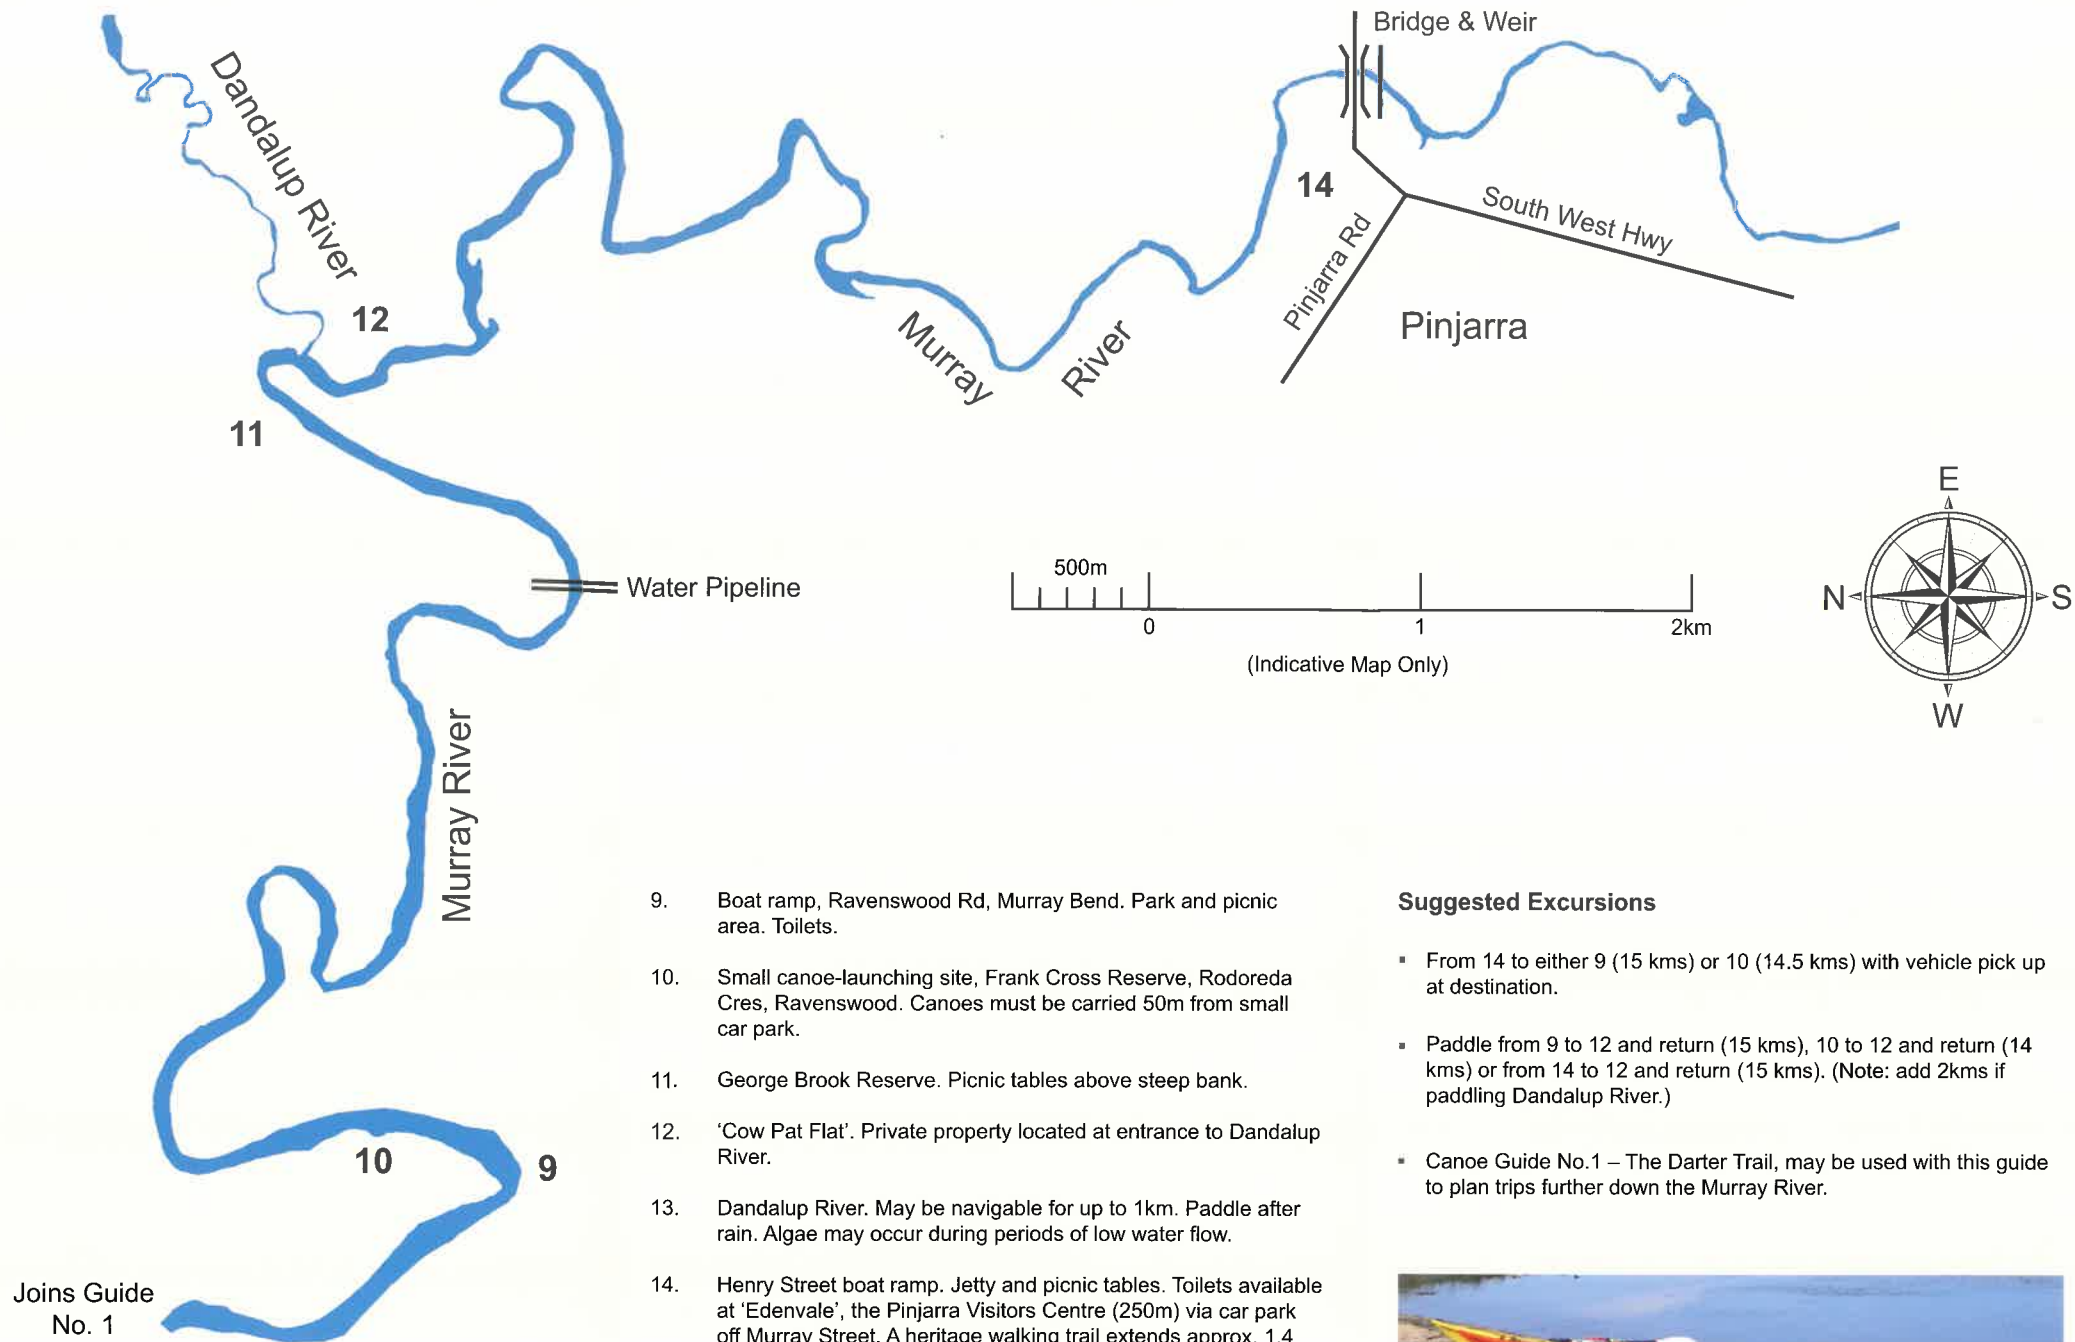 Bridge & Weir
Dandalup River
14
South West Hwy
Pinjarra Rd
12
Pinjarra
Murray
River
11
E
N
S
W
500m
Water Pipeline
0
1
2km
(Indicative Map Only)
Murray River
10
9
Joins Guide
No. 1
9. Boat ramp, Ravenswood Rd, Murray Bend. Park and picnic
area. Toilets.
10. Small canoe-launching site, Frank Cross Reserve, Rodoreda
Cres, Ravenswood. Canoes must be carried 50m from small
car park.
11. George Brook Reserve. Picnic tables above steep bank.
12. ‘Cow Pat Flat’. Private property located at entrance to Dandalup
River.
13. Dandalup River. May be navigable for up to 1km. Paddle after
rain. Algae may occur during periods of low water flow.
14. Henry Street boat ramp. Jetty and picnic tables. Toilets available
at ‘Edenvale’, the Pinjarra Visitors Centre (250m) via car park
off Murray Street. A heritage walking trail extends approx. 1.4
Suggested Excursions
▪ From 14 to either 9 (15 kms) or 10 (14.5 kms) with vehicle pick up
at destination.
▪ Paddle from 9 to 12 and return (15 kms), 10 to 12 and return (14
kms) or from 14 to 12 and return (15 kms). (Note: add 2kms if
paddling Dandalup River.)
▪ Canoe Guide No.1 – The Darter Trail, may be used with this guide
to plan trips further down the Murray River.